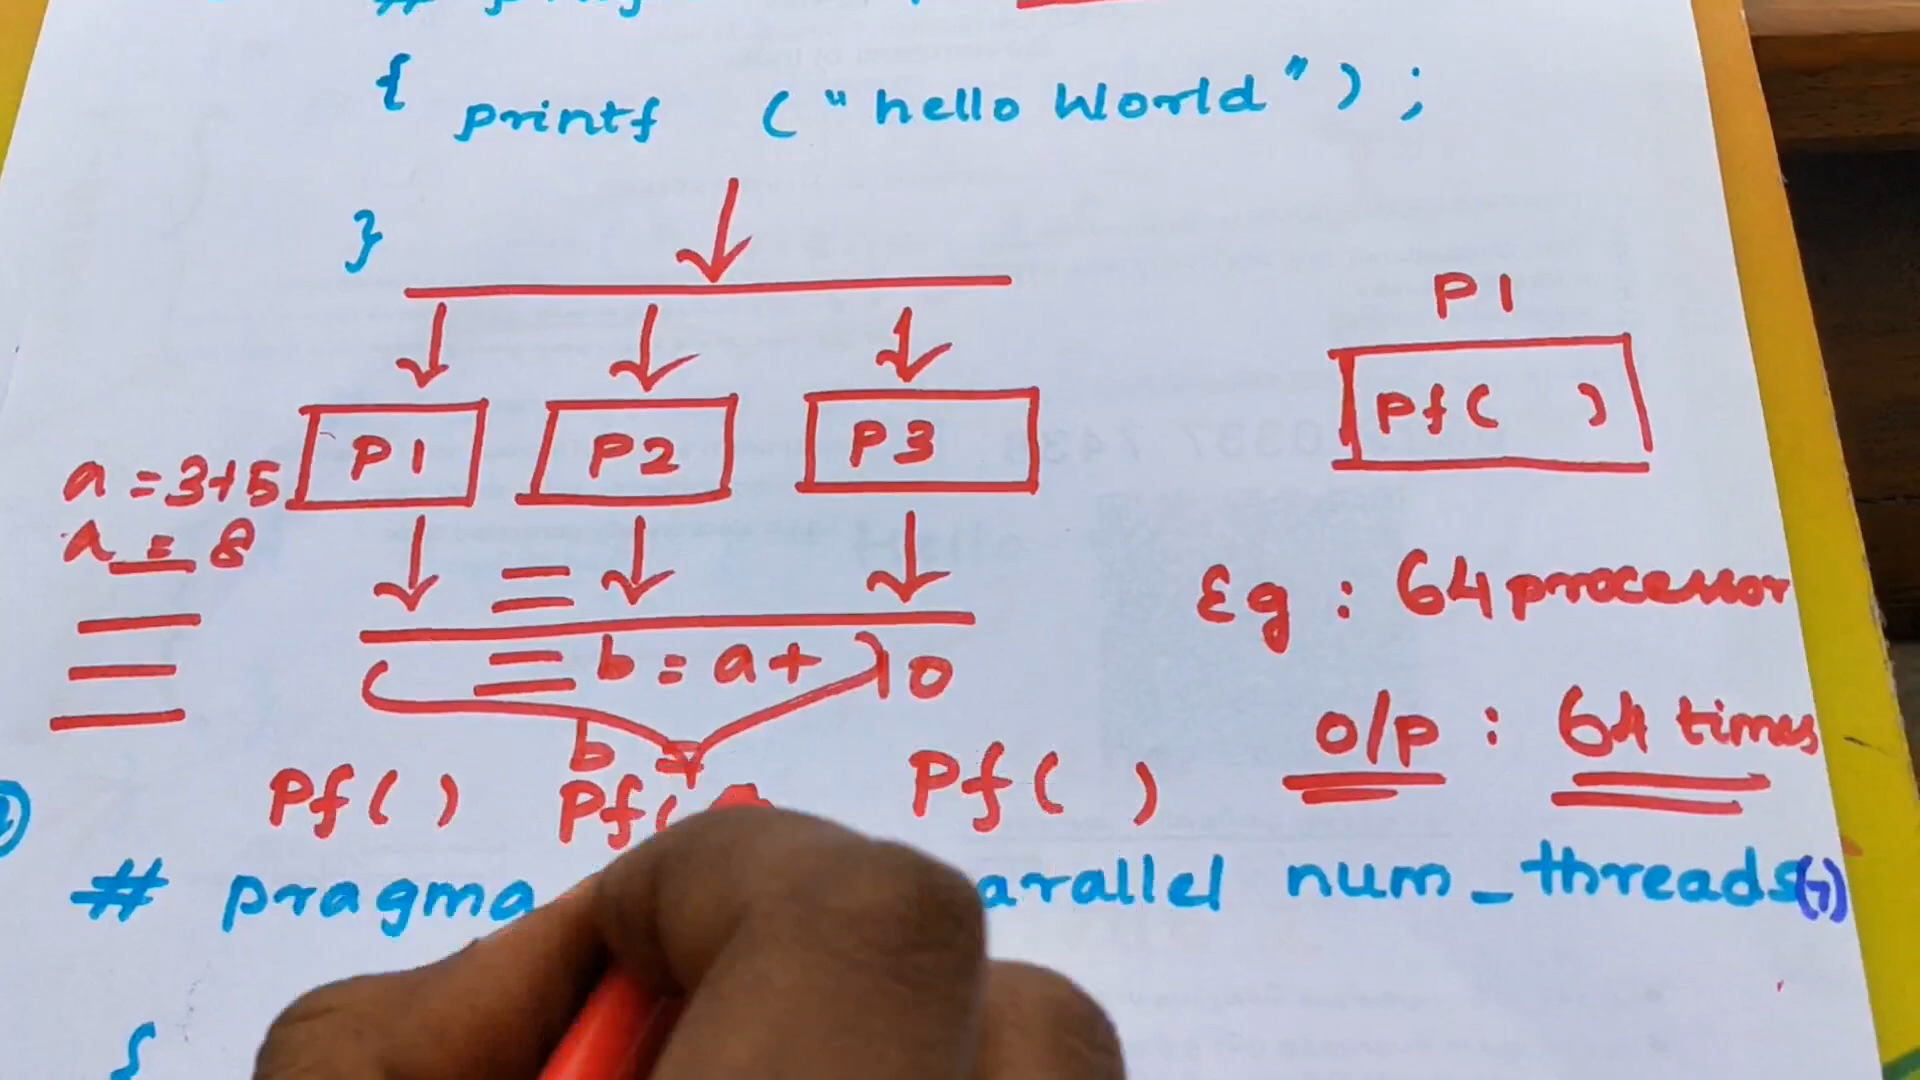 {
printf ("hello World");
}
P1
P1 P2 P3
Pf( )
a = 3+5
a = 8
Eg : 64 processor
b = a + 10
b =
o/p : 64 times
Pf( ) Pf( Pf( )
# pragma arallel num_threads(7)
{